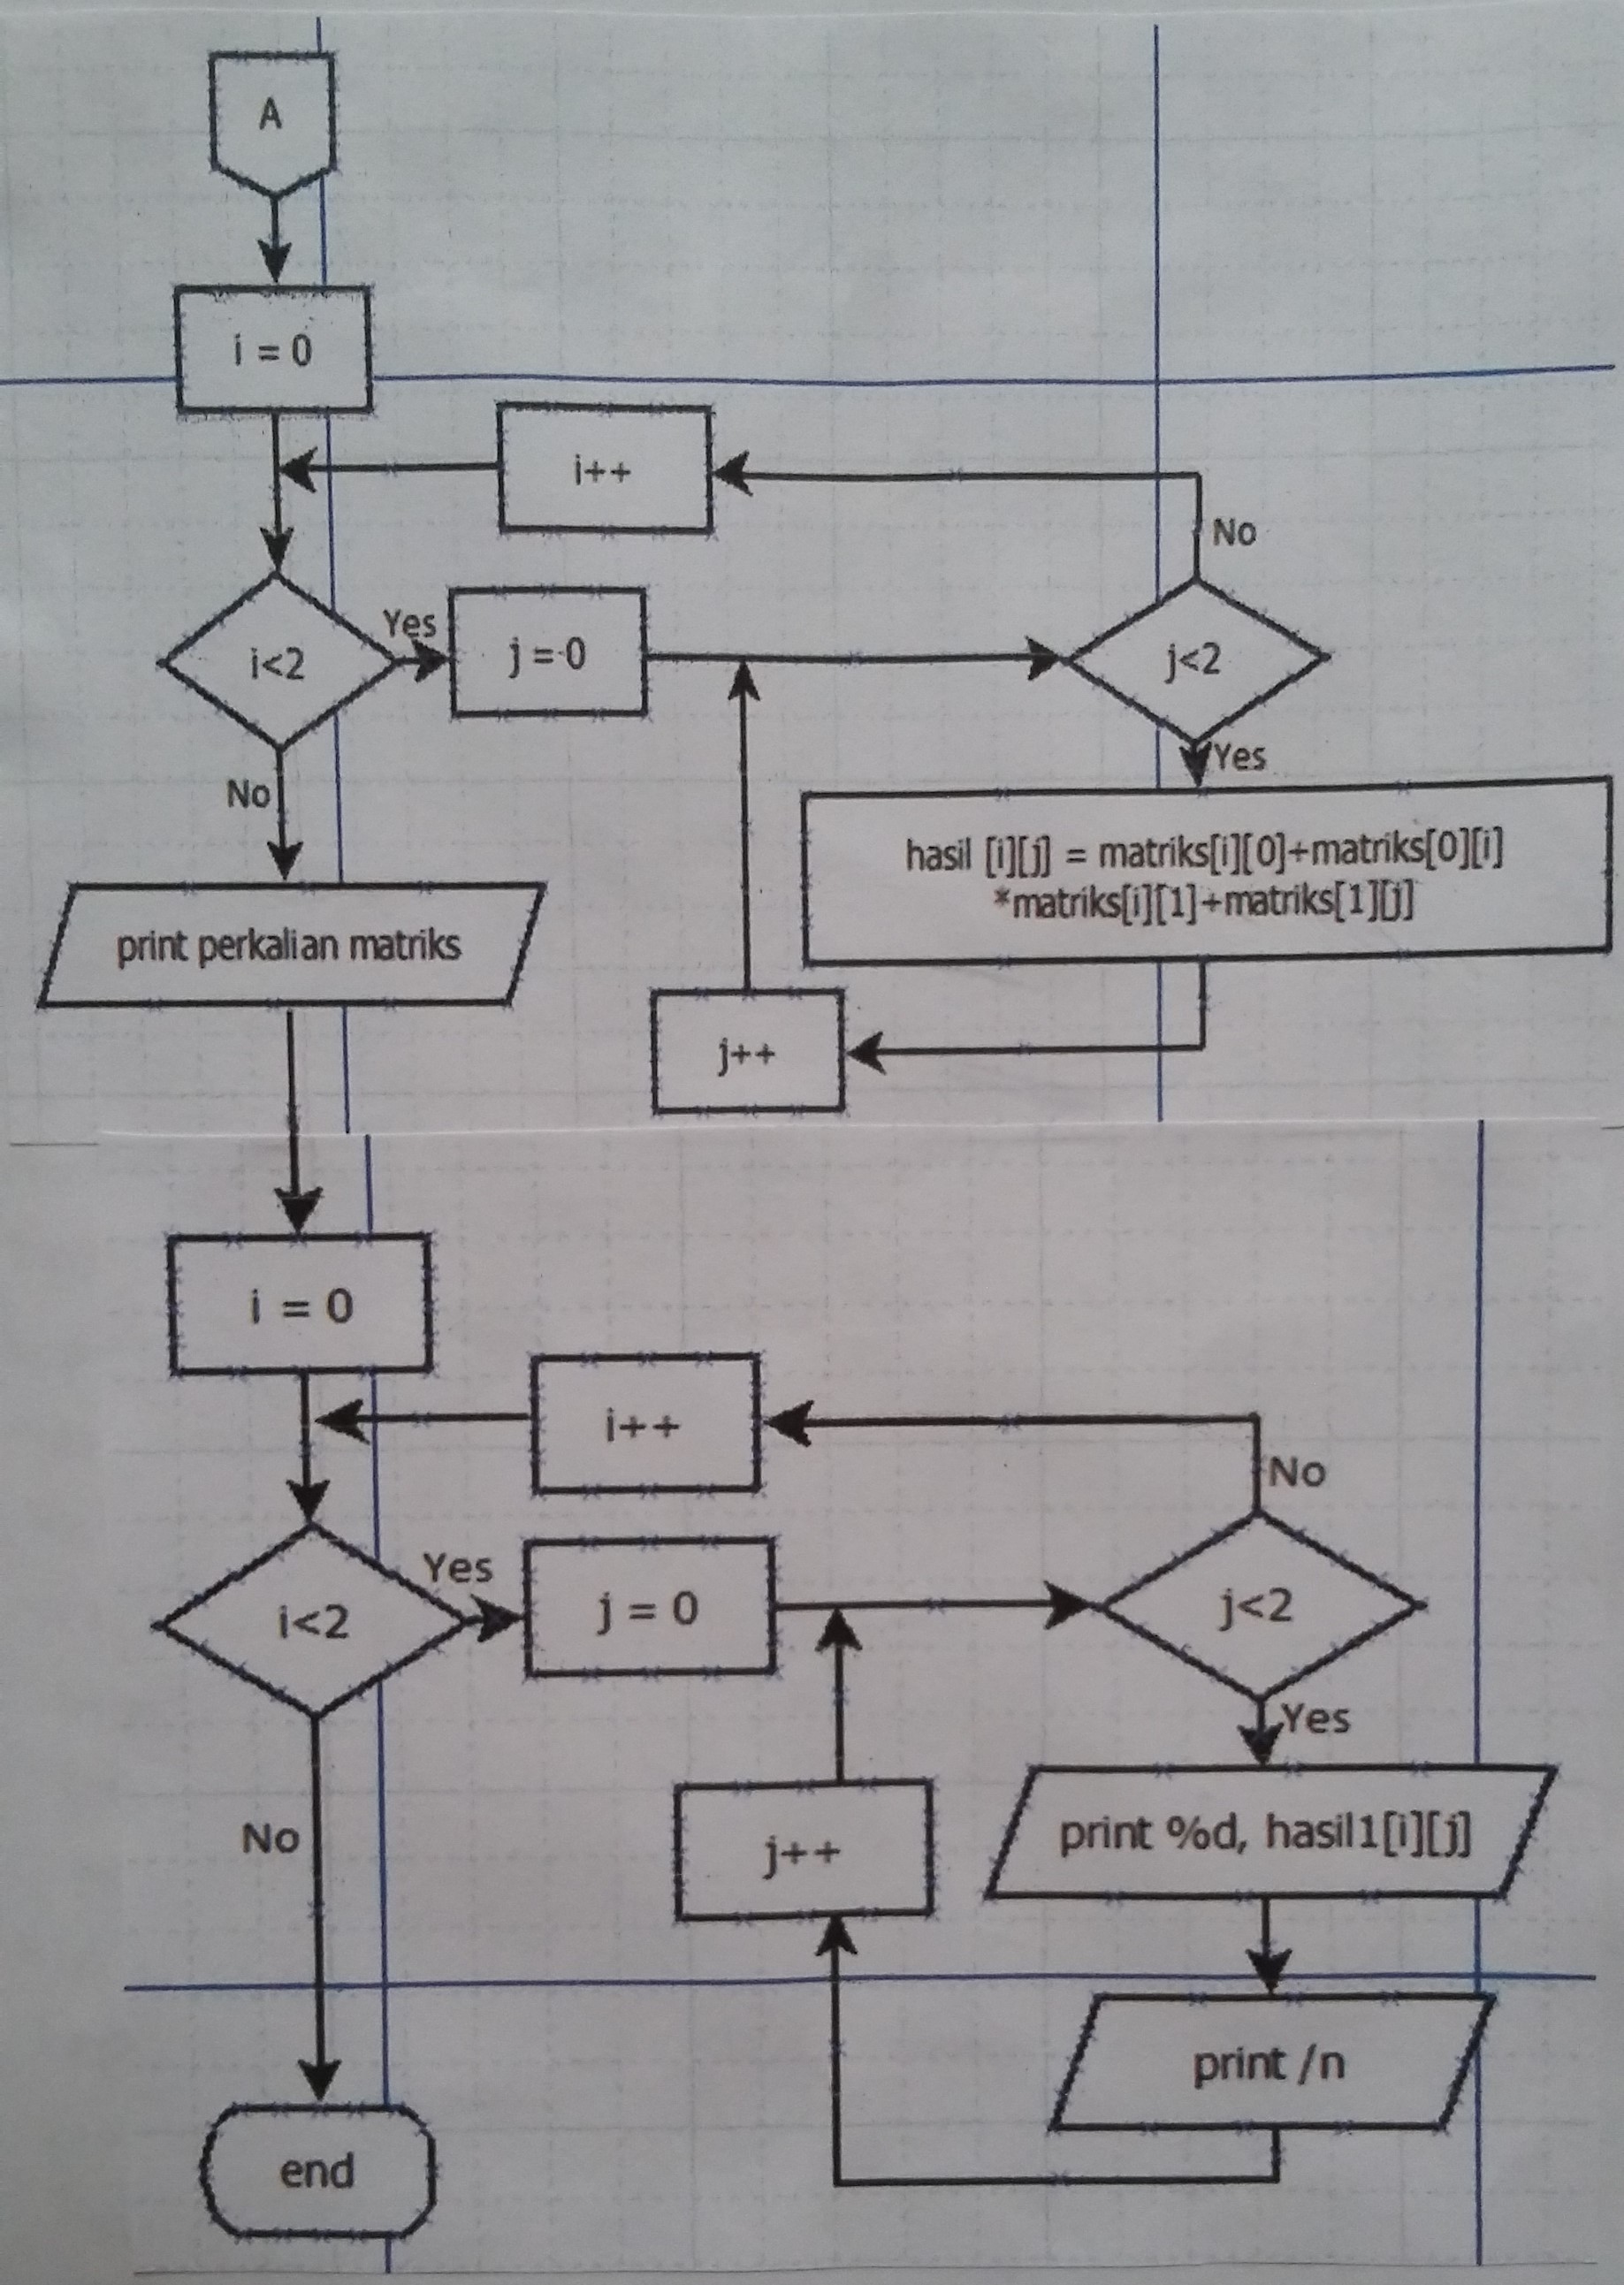 A
i = 0
i++
No
i<2
Yes
j = 0
j<2
Yes
No
hasil [i][j] = matriks[i][0]+matriks[0][i]
*matriks[i][1]+matriks[1][j]
print perkalian matriks
j++
i = 0
i++
No
i<2
Yes
j = 0
j<2
Yes
No
j++
print %d, hasil1[i][j]
print /n
end